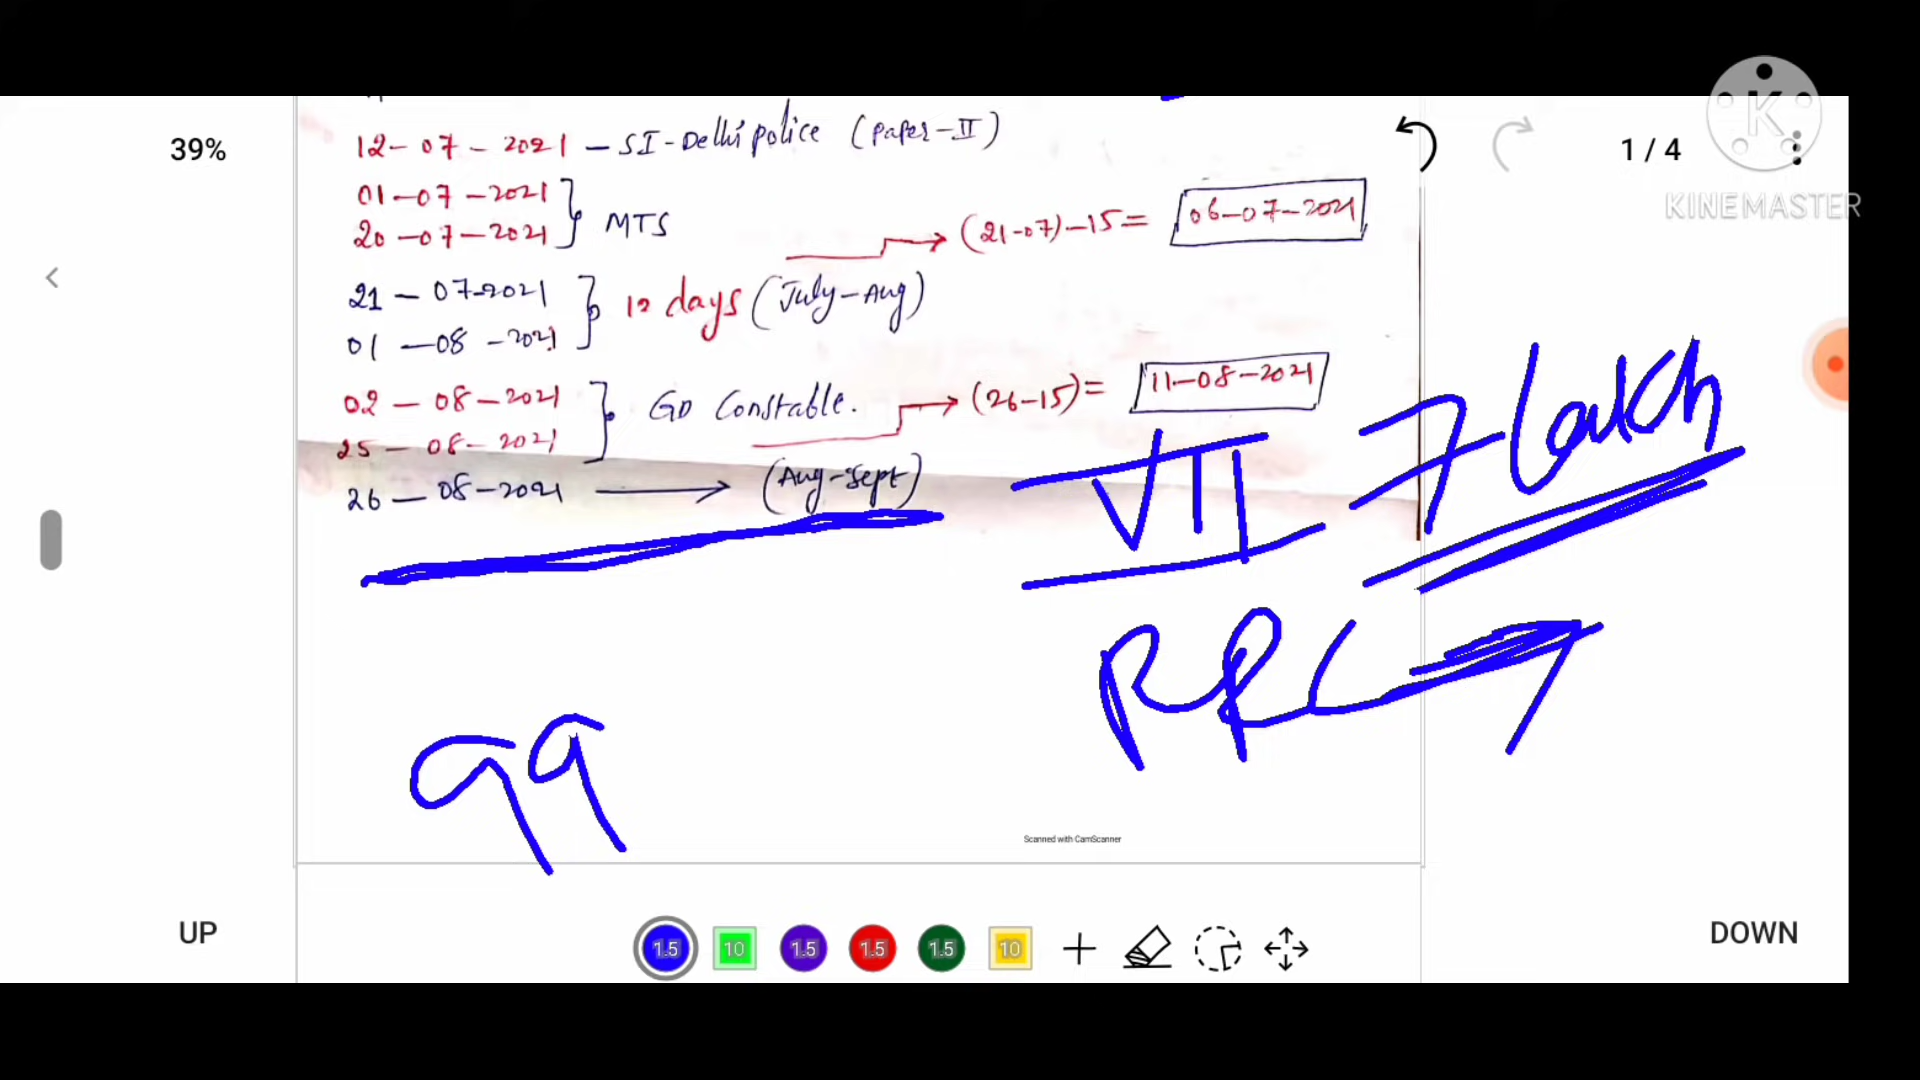 39%
1 / 4
KINEMASTER
12-07-2021 - SI-Delhi police (Paper-II)
01-07-2021
20-07-2021
MTS
(21-07)-15=
06-07-2021
21-07-2021
01-08-2021
12 days (July-Aug)
02-08-2021
25-08-2021
GD Constable.
(26-15)=
11-08-2021
26-08-2021
(Aug-Sept)
VII
7 Lakh
RRC
99
Scanned with CamScanner
UP
DOWN
1.5
10
1.5
1.5
1.5
10